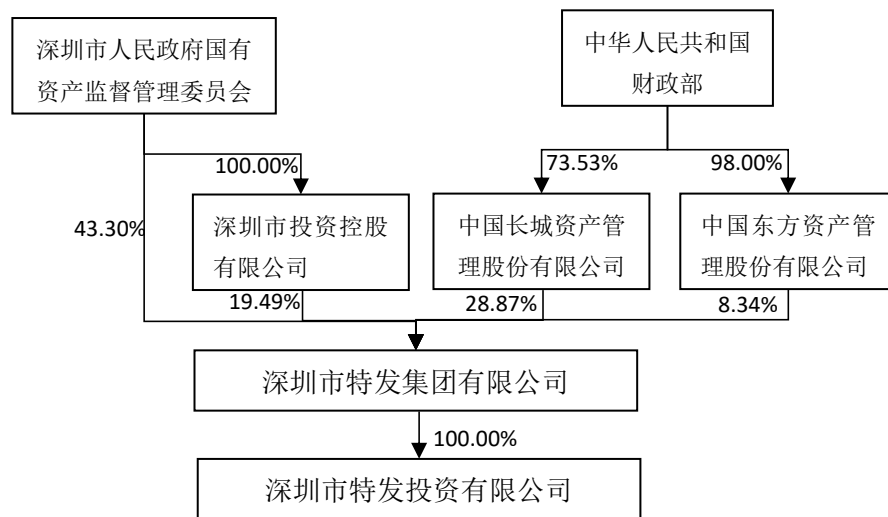 深圳市人民政府国有
资产监督管理委员会
中华人民共和国
财政部
100.00%
73.53%
98.00%
43.30%
深圳市投资控股
有限公司
中国长城资产管
理股份有限公司
中国东方资产管
理股份有限公司
19.49%
28.87%
8.34%
深圳市特发集团有限公司
100.00%
深圳市特发投资有限公司